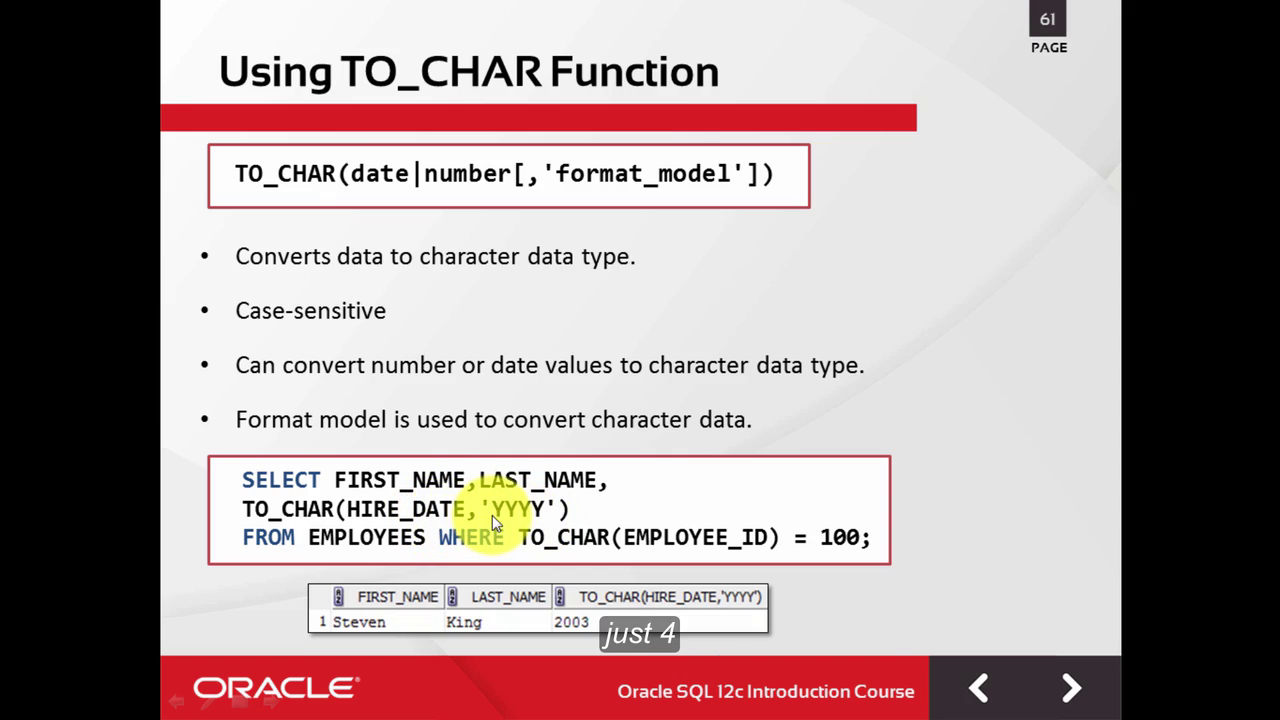 61
PAGE
Using TO_CHAR Function
TO_CHAR(date|number[,'format_model'])
• Converts data to character data type.
• Case-sensitive
• Can convert number or date values to character data type.
• Format model is used to convert character data.
SELECT FIRST_NAME,LAST_NAME,
TO_CHAR(HIRE_DATE,'YYYY')
FROM EMPLOYEES WHERE TO_CHAR(EMPLOYEE_ID) = 100;
FIRST_NAME LAST_NAME TO_CHAR(HIRE_DATE,'YYYY')
1 Steven King 2003
just 4
ORACLE®
Oracle SQL 12c Introduction Course